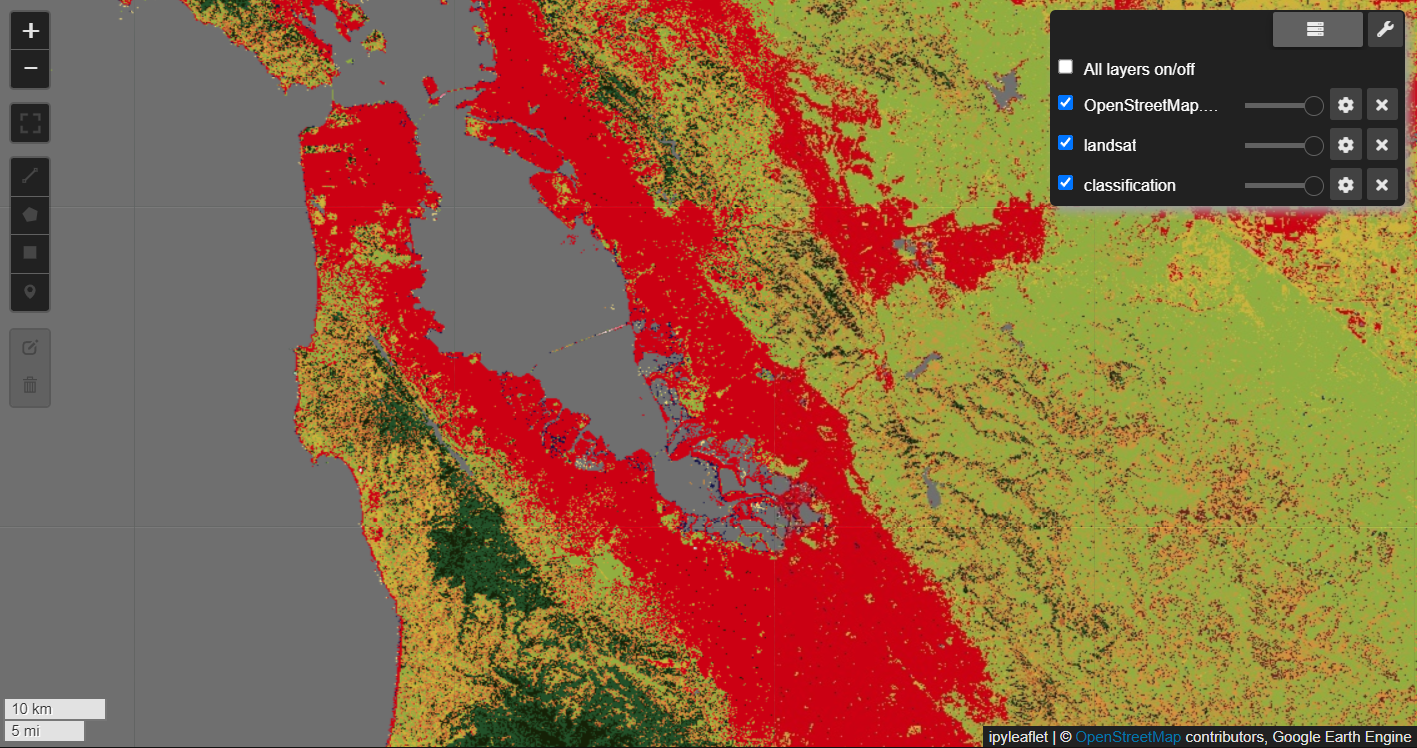 +
−
All layers on/off
OpenStreetMap....
landsat
classification
10 km
5 mi
ipyleaflet | © OpenStreetMap contributors, Google Earth Engine